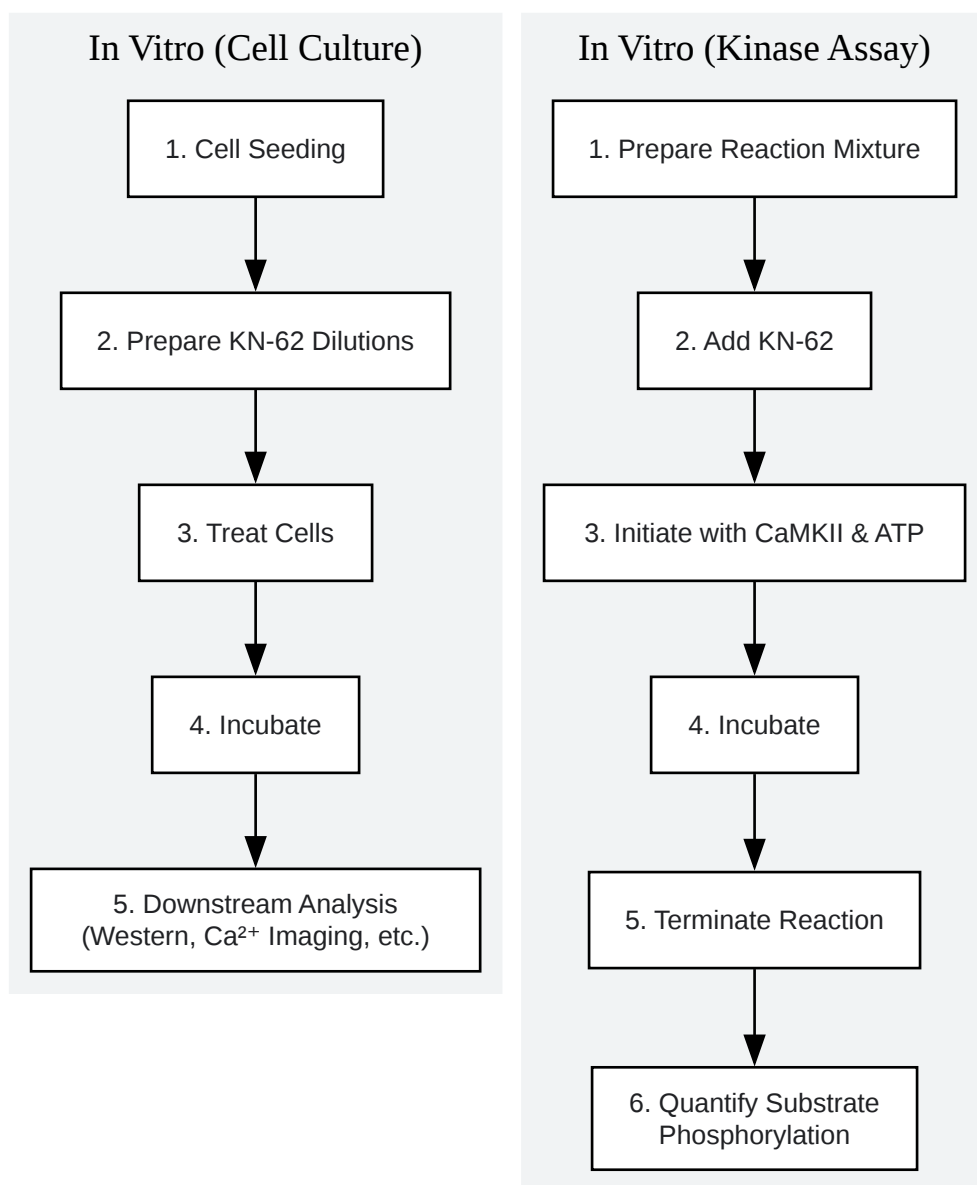 In Vitro (Cell Culture)
1. Cell Seeding
2. Prepare KN-62 Dilutions
3. Treat Cells
4. Incubate
5. Downstream Analysis
(Western, Ca²⁺ Imaging, etc.)
In Vitro (Kinase Assay)
1. Prepare Reaction Mixture
2. Add KN-62
3. Initiate with CaMKII & ATP
4. Incubate
5. Terminate Reaction
6. Quantify Substrate
Phosphorylation